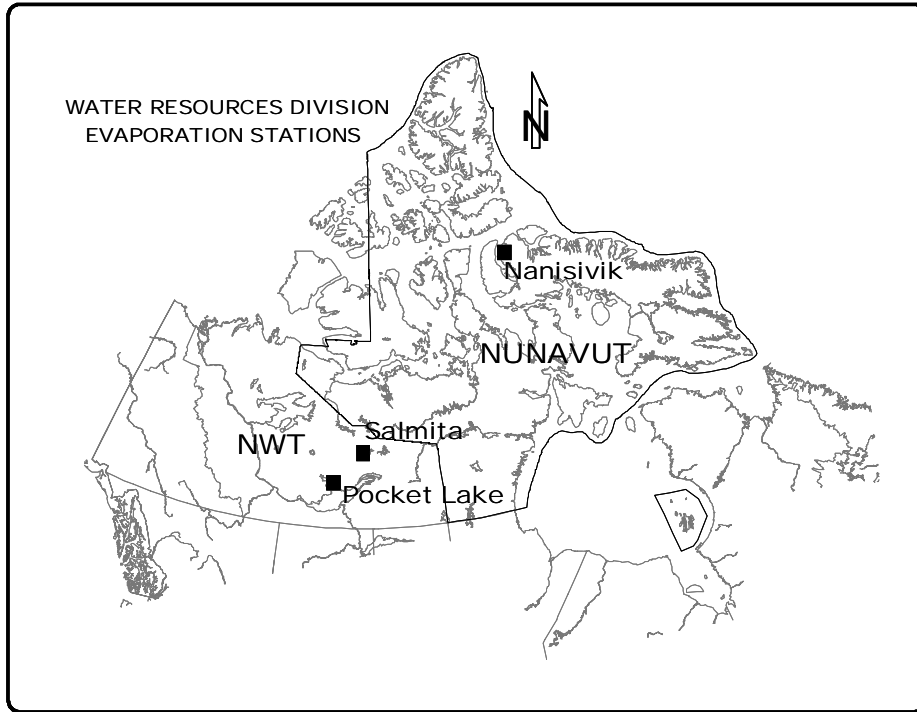 WATER RESOURCES DIVISION
EVAPORATION STATIONS
N
Nanisivik
NUNAVUT
Salmita
NWT
Pocket Lake